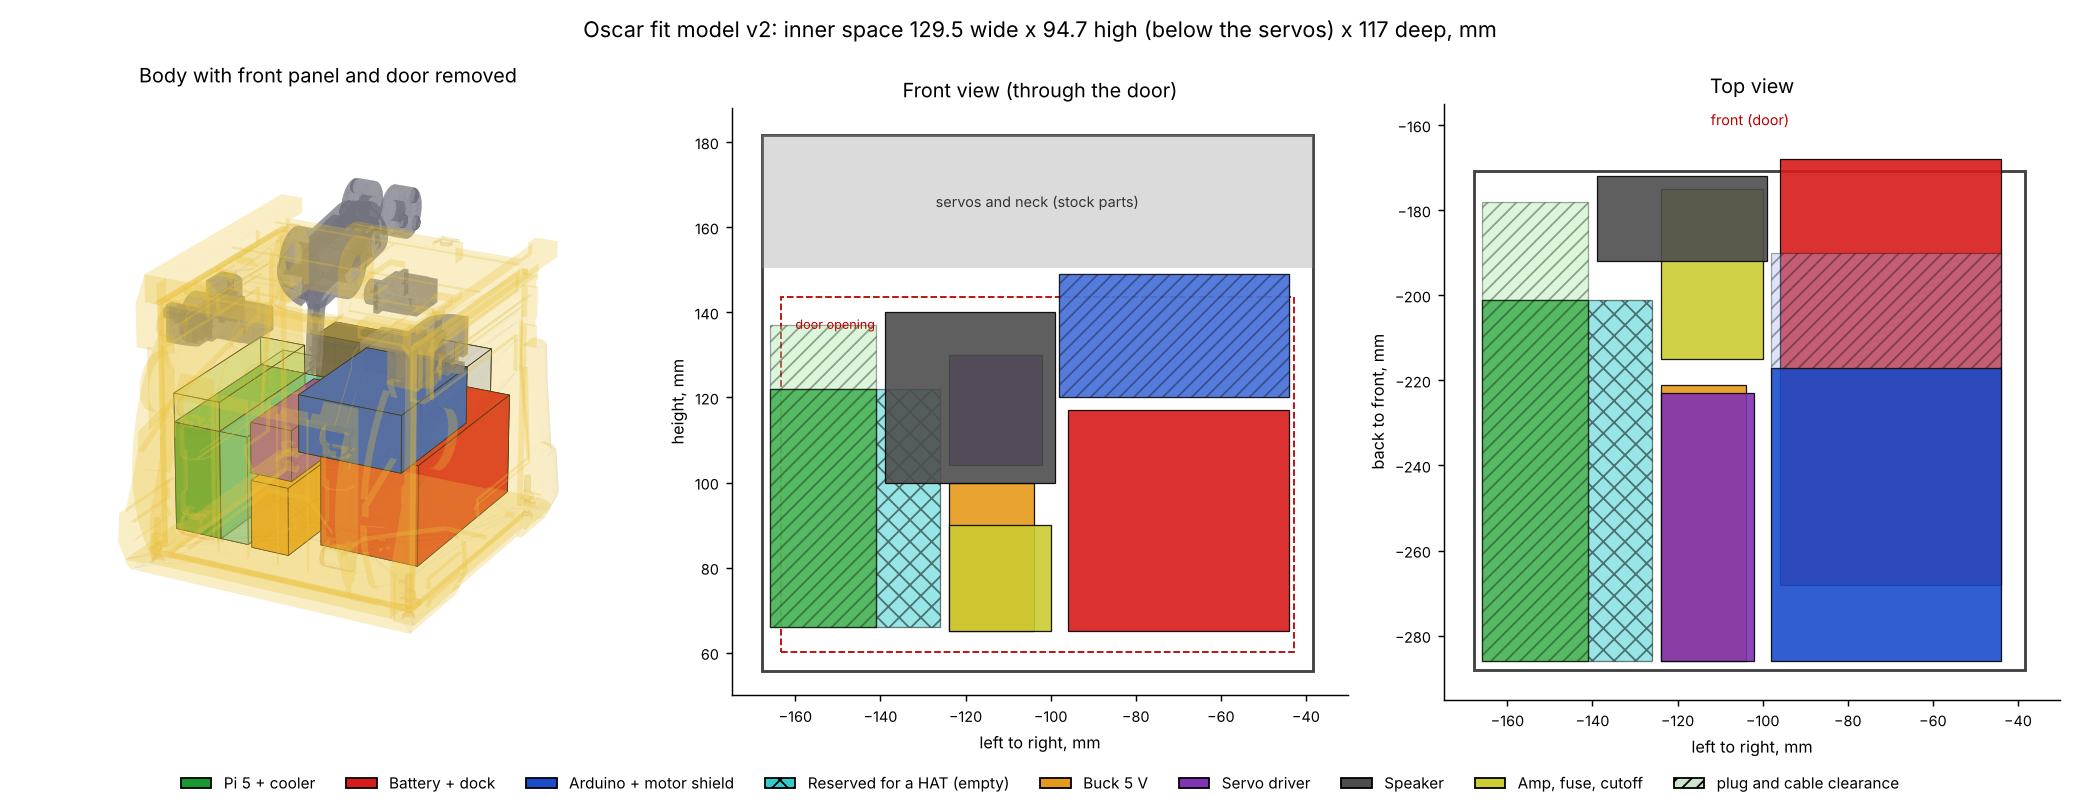 Oscar fit model v2: inner space 129.5 wide x 94.7 high (below the servos) x 117 deep, mm
Body with front panel and door removed
Front view (through the door)
180
160
140
120
100
80
60
height, mm
servos and neck (stock parts)
door opening
−160
−140
−120
−100
−80
−60
−40
left to right, mm
Top view
front (door)
−160
−180
−200
−220
−240
−260
−280
back to front, mm
−160
−140
−120
−100
−80
−60
−40
left to right, mm
Pi 5 + cooler
Battery + dock
Arduino + motor shield
Reserved for a HAT (empty)
Buck 5 V
Servo driver
Speaker
Amp, fuse, cutoff
plug and cable clearance